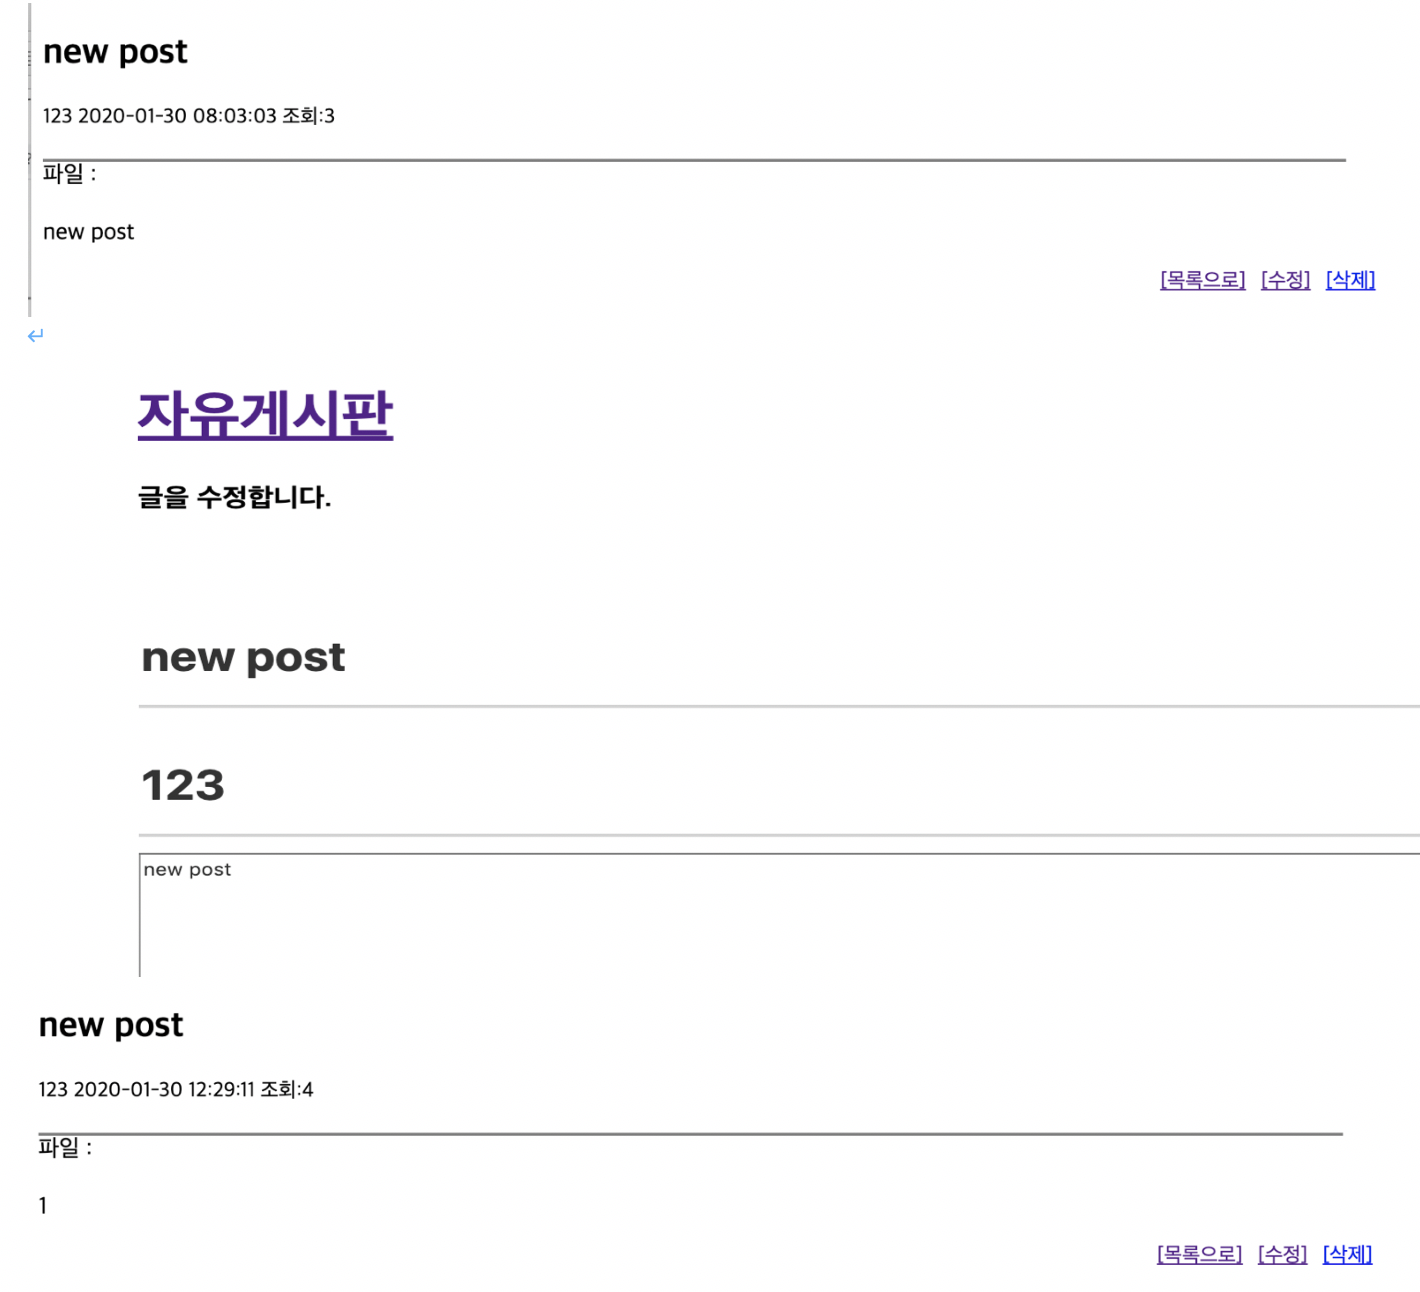 new post
123 2020-01-30 08:03:03 조회:3
파일 :
new post
[목록으로] [수정] [삭제]
자유게시판
글을 수정합니다.
new post
123
new post
new post
123 2020-01-30 12:29:11 조회:4
파일 :
1
[목록으로] [수정] [삭제]